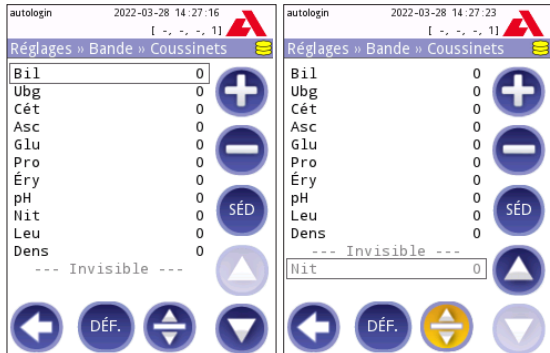 autologin 2022-03-28 14:27:16
[ -, -, -, 1]
Réglages » Bande » Coussinets
Bil 0
Ubg 0
Cét 0
Asc 0
Glu 0
Pro 0
Éry 0
pH 0
Nit 0
Leu 0
Dens 0
--- Invisible ---
SÉD
DÉF.
autologin 2022-03-28 14:27:23
[ -, -, -, 1]
Réglages » Bande » Coussinets
Bil 0
Ubg 0
Cét 0
Asc 0
Glu 0
Pro 0
Éry 0
pH 0
Leu 0
Dens 0
--- Invisible ---
Nit 0
SÉD
DÉF.